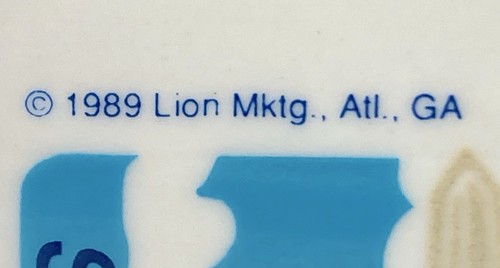 © 1989 Lion Mktg., Atl., GA
S